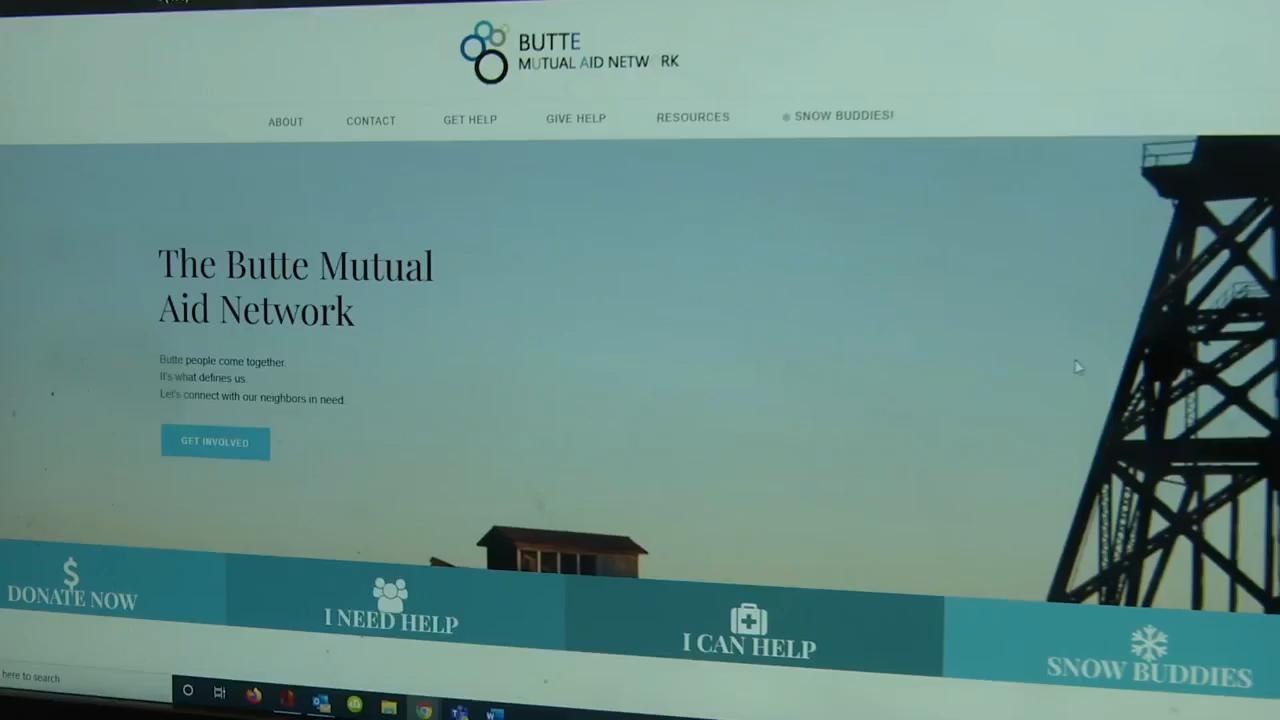 BUTTE
MUTUAL AID NETW RK
ABOUT
CONTACT
GET HELP
GIVE HELP
RESOURCES
❄ SNOW BUDDIES!
The Butte Mutual
Aid Network
Butte people come together.
It's what defines us.
Let's connect with our neighbors in need.
GET INVOLVED
$
DONATE NOW
I NEED HELP
I CAN HELP
SNOW BUDDIES
here to search